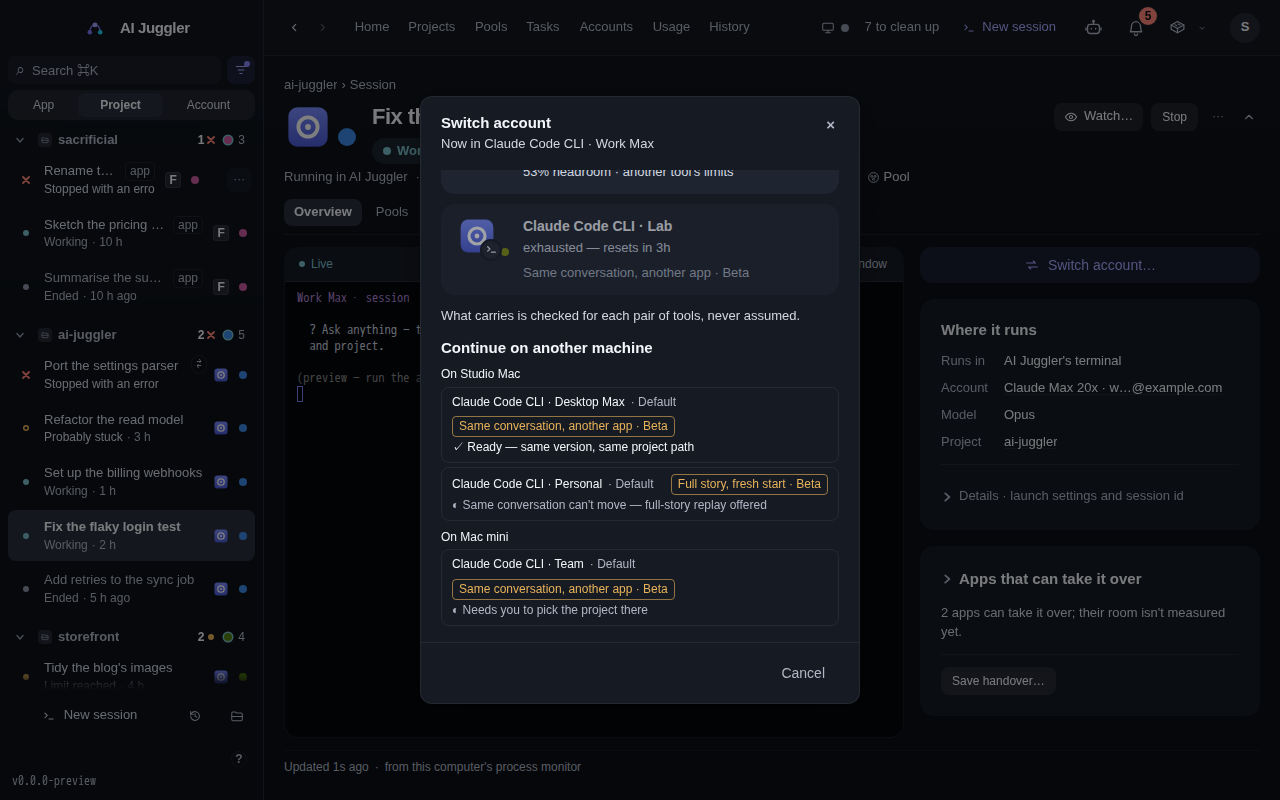 AI Juggler
Home Projects Pools Tasks Accounts Usage History
7 to clean up
New session
5
S
Search ⌘K
App Project Account
sacrificial 1 3
Rename t… app F
Stopped with an erro
Sketch the pricing … app F
Working · 10 h
Summarise the su… app F
Ended · 10 h ago
ai-juggler 2 5
Port the settings parser
Stopped with an error
Refactor the read model
Probably stuck · 3 h
Set up the billing webhooks
Working · 1 h
Fix the flaky login test
Working · 2 h
Add retries to the sync job
Ended · 5 h ago
storefront 2 4
Tidy the blog's images
Limit reached · 4 h
New session
?
v0.0.0-preview
ai-juggler › Session
Fix th
Wor
Watch…
Stop
Running in AI Juggler ·
Pool
Overview Pools
Live
ndow
Work Max · session
? Ask anything — t
and project.
(preview — run the a
Switch account
Now in Claude Code CLI · Work Max
×
53% headroom · another tool's limits
Claude Code CLI · Lab
exhausted — resets in 3h
Same conversation, another app · Beta
What carries is checked for each pair of tools, never assumed.
Continue on another machine
On Studio Mac
Claude Code CLI · Desktop Max · Default
Same conversation, another app · Beta
✓ Ready — same version, same project path
Claude Code CLI · Personal · Default
Full story, fresh start · Beta
Same conversation can't move — full-story replay offered
On Mac mini
Claude Code CLI · Team · Default
Same conversation, another app · Beta
Needs you to pick the project there
Cancel
Switch account…
Where it runs
Runs in AI Juggler's terminal
Account Claude Max 20x · w…@example.com
Model Opus
Project ai-juggler
Details · launch settings and session id
Apps that can take it over
2 apps can take it over; their room isn't measured
yet.
Save handover…
Updated 1s ago · from this computer's process monitor